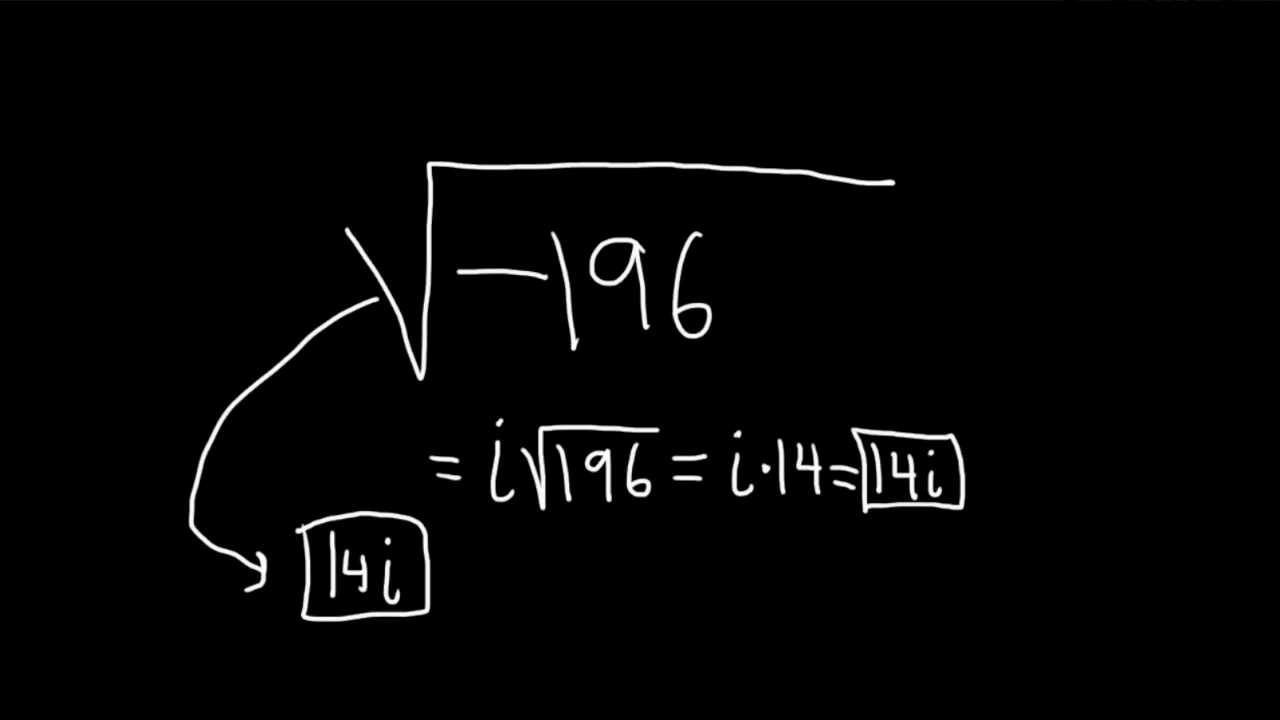 √-196
= i√196 = i·14 = 14i
14i